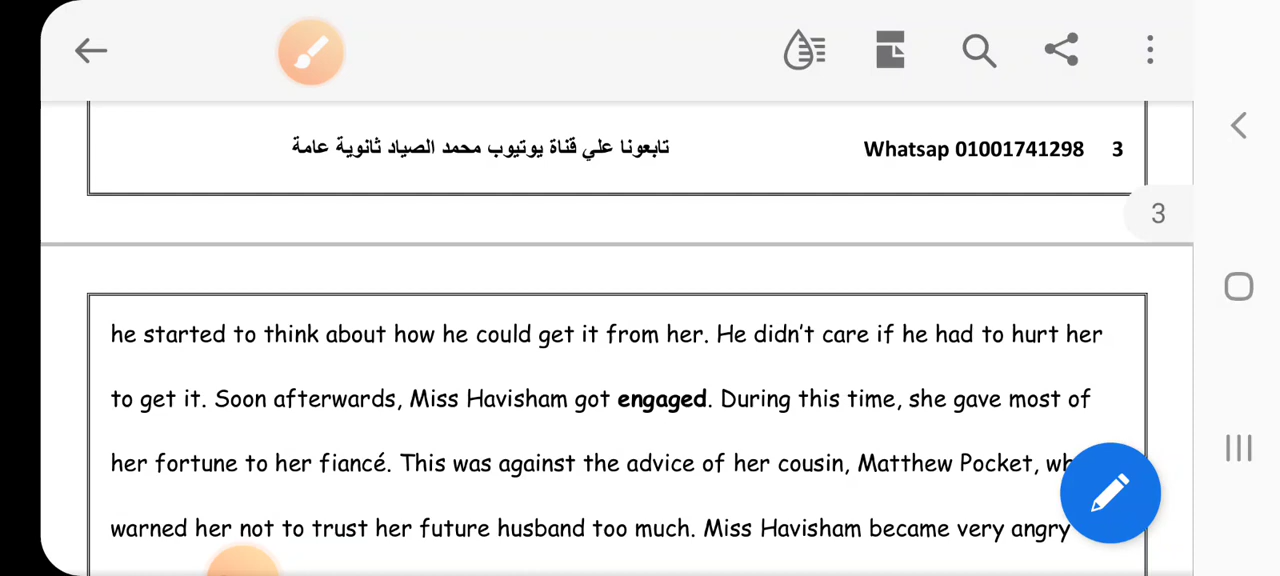 تابعونا علي قناة يوتيوب محمد الصياد ثانوية عامة Whatsap 01001741298 3
3
he started to think about how he could get it from her. He didn't care if he had to hurt her
to get it. Soon afterwards, Miss Havisham got engaged. During this time, she gave most of
her fortune to her fiancé. This was against the advice of her cousin, Matthew Pocket,
warned her not to trust her future husband too much. Miss Havisham became very angry